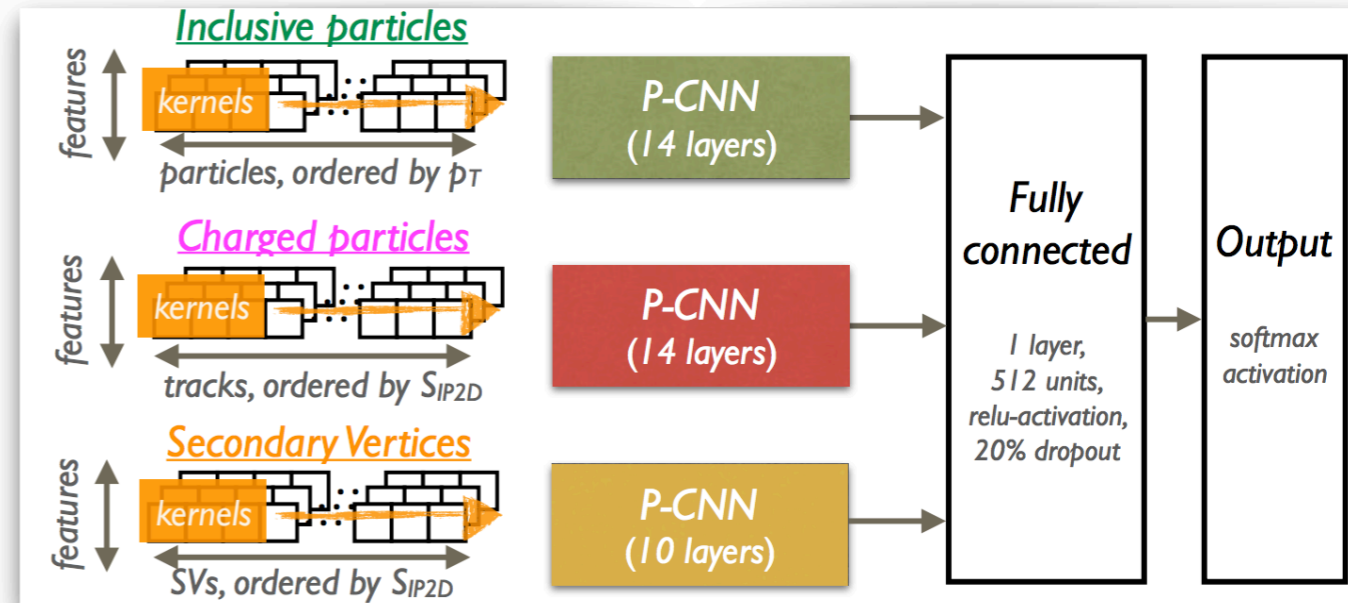 Inclusive particles
features
kernels
particles, ordered by pT
P-CNN
(14 layers)
Charged particles
features
kernels
tracks, ordered by SIP2D
P-CNN
(14 layers)
Secondary Vertices
features
kernels
SVs, ordered by SIP2D
P-CNN
(10 layers)
Fully
connected
1 layer,
512 units,
relu-activation,
20% dropout
Output
softmax
activation